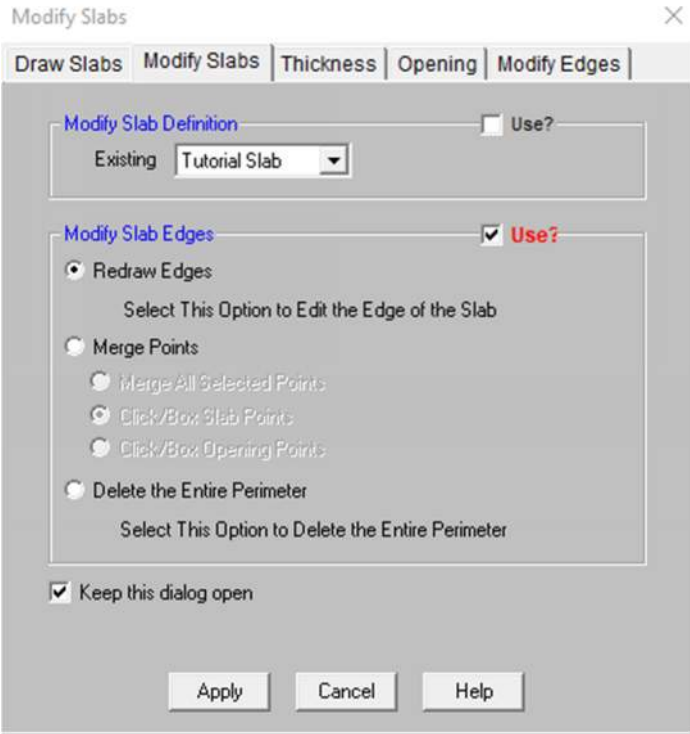 Modify Slabs
Draw Slabs Modify Slabs Thickness Opening Modify Edges
Modify Slab Definition Use?
Existing Tutorial Slab
Modify Slab Edges Use?
Redraw Edges
Select This Option to Edit the Edge of the Slab
Merge Points
Merge All Selected Points
Click/Box Slab Points
Click/Box Opening Points
Delete the Entire Perimeter
Select This Option to Delete the Entire Perimeter
Keep this dialog open
Apply Cancel Help